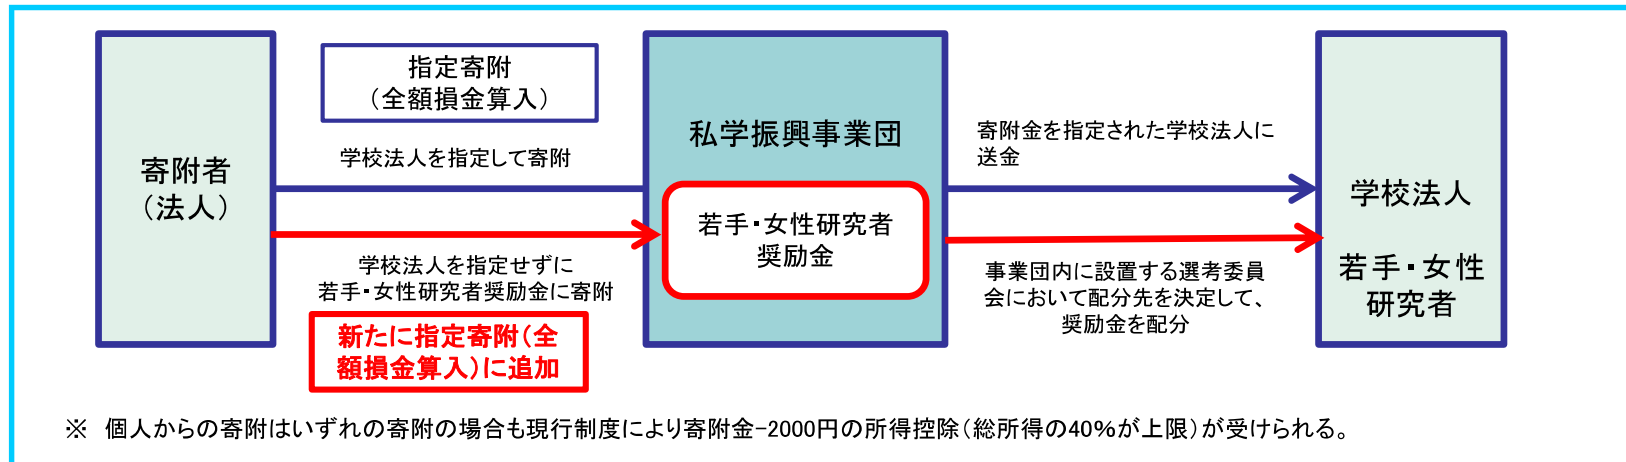 寄附者
（法人）
指定寄附
（全額損金算入）
学校法人を指定して寄附
学校法人を指定せずに
若手・女性研究者奨励金に寄附
新たに指定寄附（全
額損金算入）に追加
私学振興事業団
若手・女性研究者
奨励金
寄附金を指定された学校法人に
送金
事業団内に設置する選考委員
会において配分先を決定して、
奨励金を配分
学校法人
若手・女性
研究者
※　個人からの寄附はいずれの寄附の場合も現行制度により寄附金-2000円の所得控除（総所得の40％が上限）が受けられる。